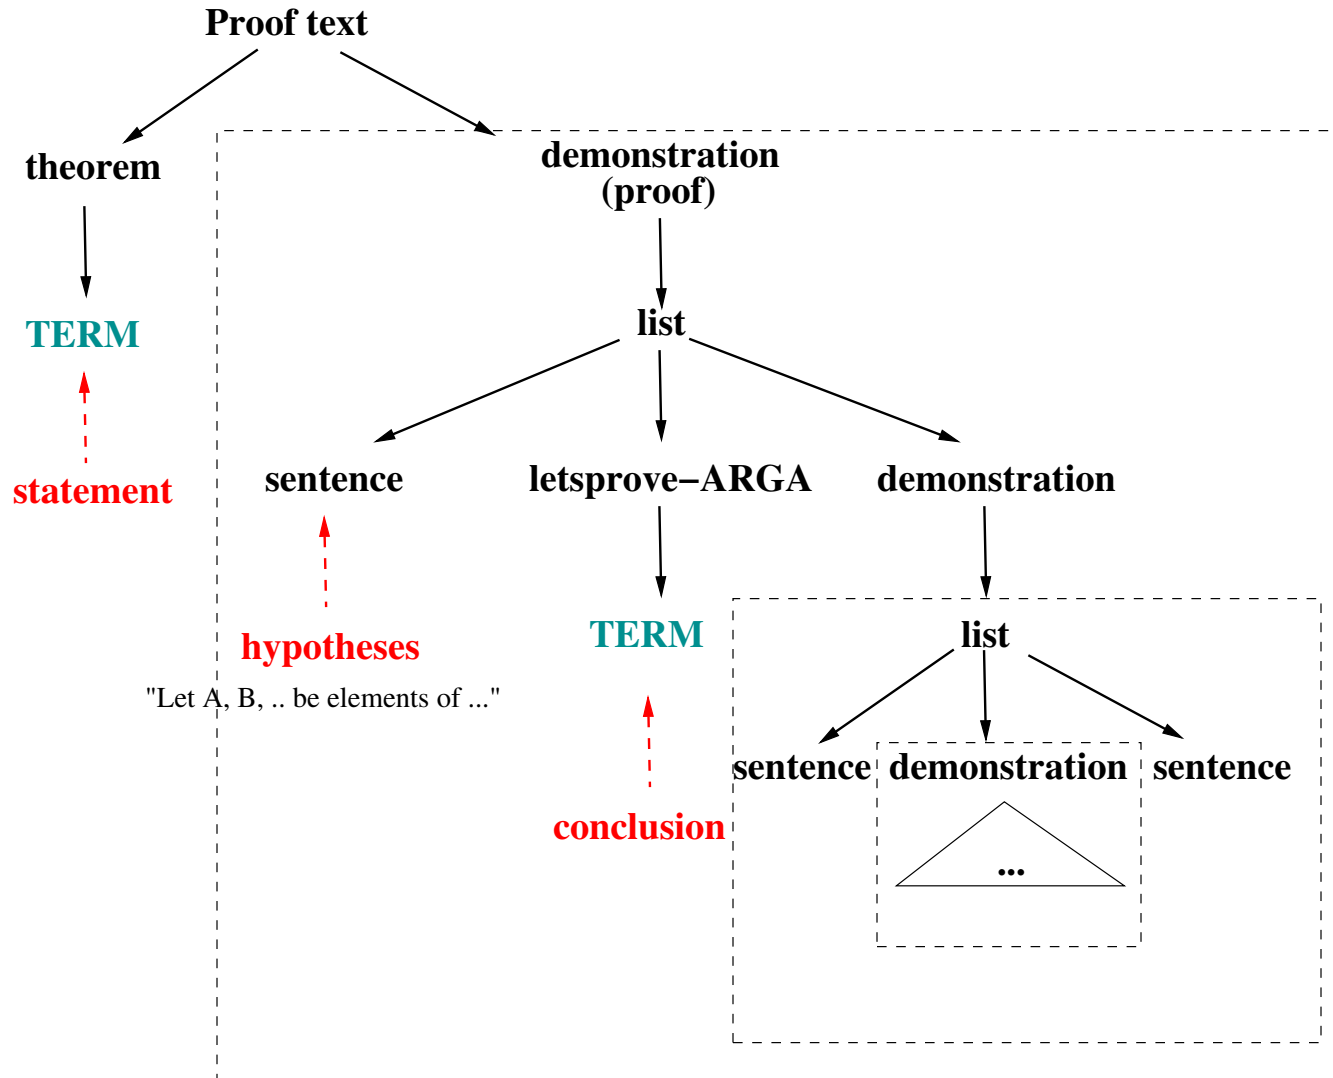 Proof text
theorem
demonstration
(proof)
TERM
list
statement
sentence
letsprove−ARGA
demonstration
hypotheses
"Let A, B, .. be elements of ..."
TERM
list
conclusion
sentence
demonstration
sentence
...